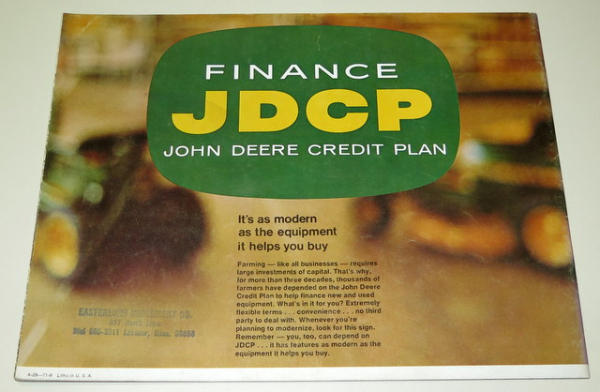 FINANCE
JDCP
JOHN DEERE CREDIT PLAN
It's as modern
as the equipment
it helps you buy
Farming — like all businesses — requires
large investments of capital. That's why,
for more than three decades, thousands of
farmers have depended on the John Deere
Credit Plan to help finance new and used
equipment. What's in it for you? Extremely
flexible terms . . . convenience . . . no third
party to deal with. Whenever you're
planning to modernize, look for this sign.
Remember — you, too, can depend on
JDCP . . . it has features as modern as the
equipment it helps you buy.
IMPLEMENT CO.
Litho in U.S.A.